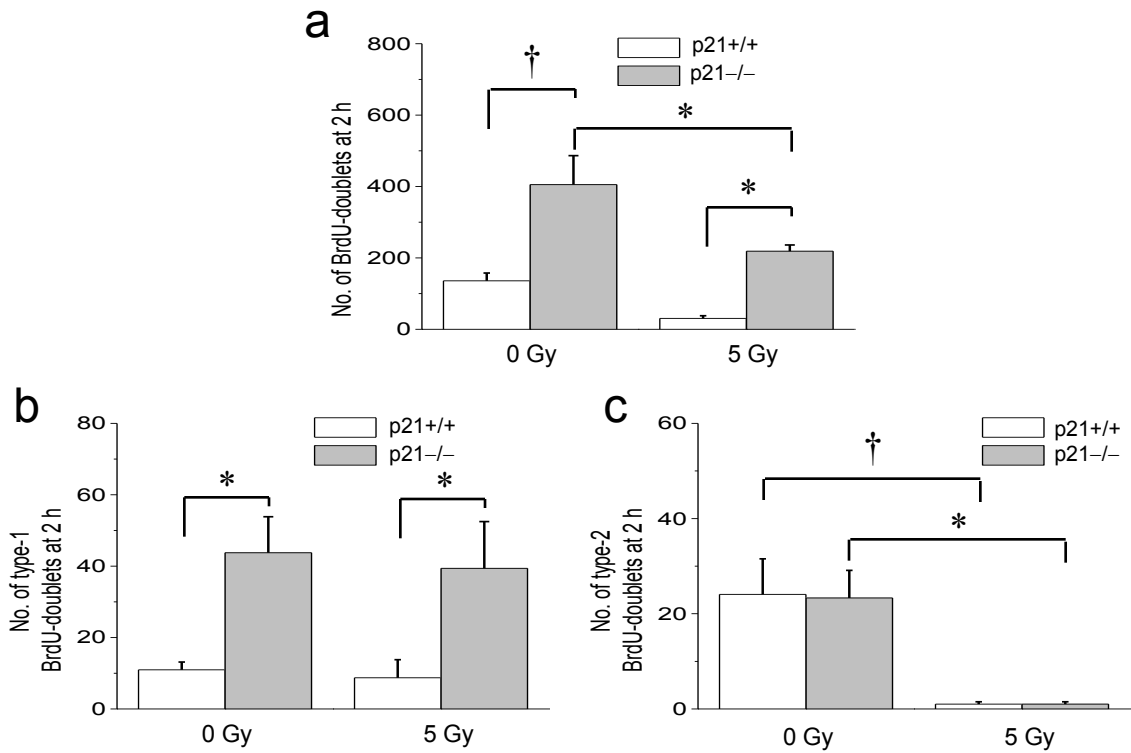 a
800
600
400
200
0
No. of BrdU-doublets at 2 h
p21+/+
p21−/−
†
*
*
0 Gy
5 Gy
b
80
60
40
20
0
No. of type-1
BrdU-doublets at 2 h
p21+/+
p21−/−
*
*
0 Gy
5 Gy
c
60
40
20
0
No. of type-2
BrdU-doublets at 2 h
p21+/+
p21−/−
†
*
0 Gy
5 Gy